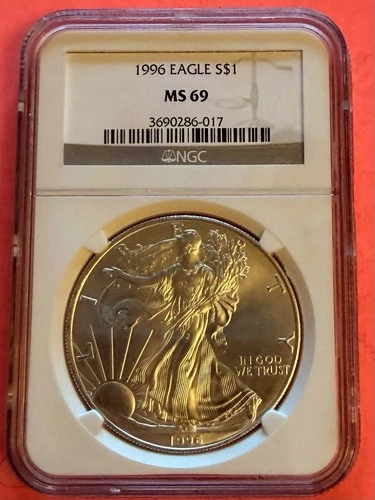 1996 EAGLE S$1
MS 69
3690286-017
NGC
LIBERTY
IN GOD
WE TRUST
1996